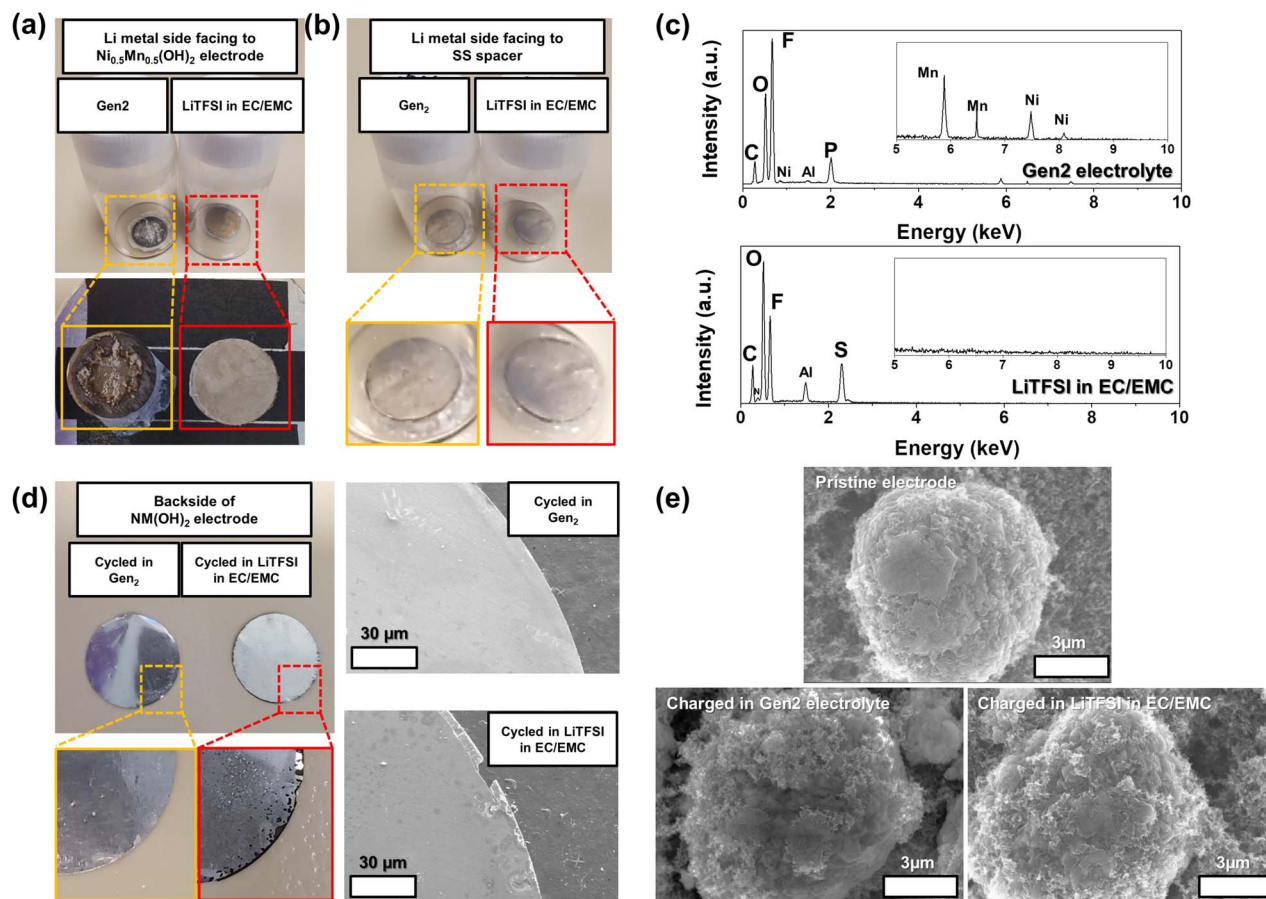 (a)
Li metal side facing to
Ni₀.₅Mn₀.₅(OH)₂ electrode
Gen2
LiTFSI in EC/EMC
(b)
Li metal side facing to
SS spacer
Gen₂
LiTFSI in EC/EMC
(c)
Intensity (a.u.)
C
O
F
Ni
Al
P
Mn
Mn
Ni
Ni
5 6 7 8 9 10
Gen2 electrolyte
0 2 4 6 8 10
Energy (keV)
Intensity (a.u.)
C
N
O
F
Al
S
5 6 7 8 9 10
LiTFSI in EC/EMC
0 2 4 6 8 10
Energy (keV)
(d)
Backside of
NM(OH)₂ electrode
Cycled in
Gen₂
Cycled in LiTFSI
in EC/EMC
Cycled in
Gen₂
30 µm
Cycled in LiTFSI
in EC/EMC
30 µm
(e)
Pristine electrode
3µm
Charged in Gen2 electrolyte
3µm
Charged in LiTFSI in EC/EMC
3µm